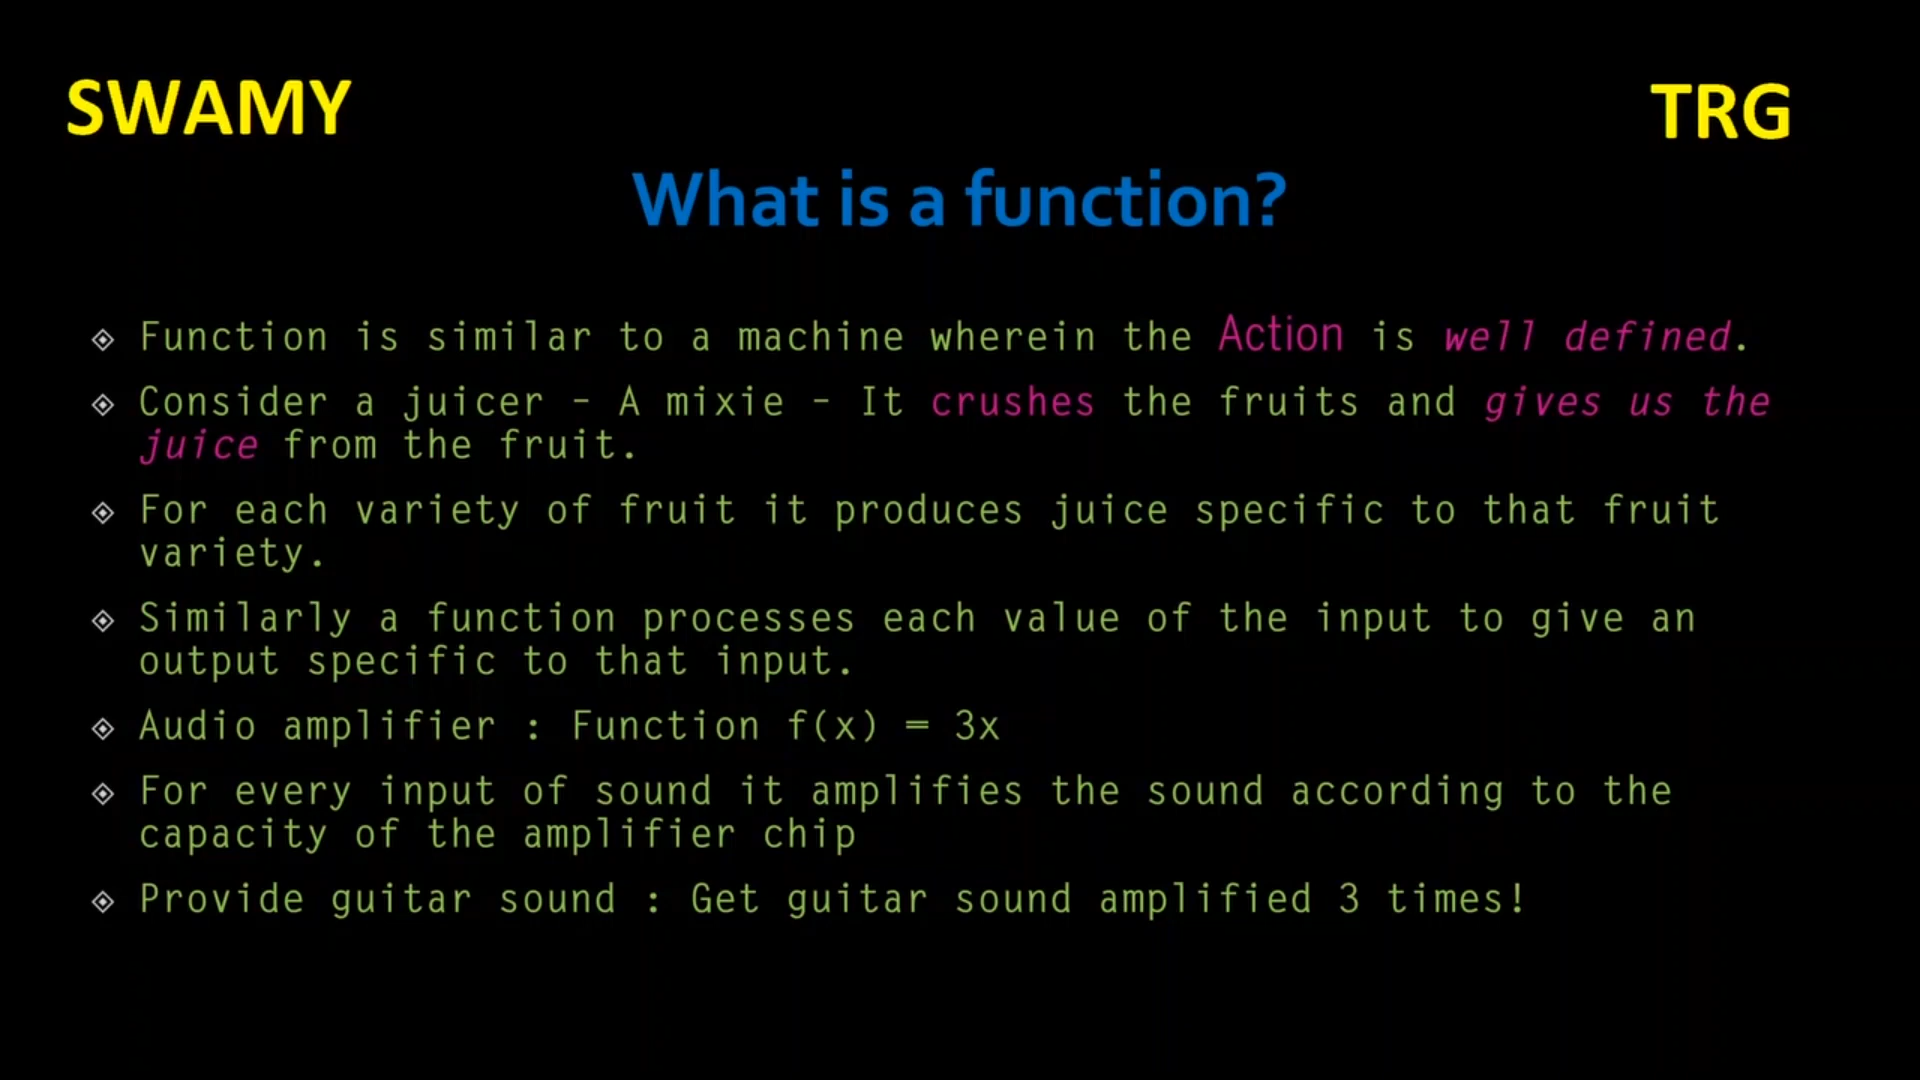 SWAMY
TRG
What is a function?
Function is similar to a machine wherein the Action is well defined.
Consider a juicer - A mixie - It crushes the fruits and gives us the
juice from the fruit.
For each variety of fruit it produces juice specific to that fruit
variety.
Similarly a function processes each value of the input to give an
output specific to that input.
Audio amplifier : Function f(x) = 3x
For every input of sound it amplifies the sound according to the
capacity of the amplifier chip
Provide guitar sound : Get guitar sound amplified 3 times!